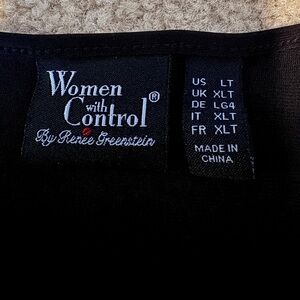 Women
with
Control®
By Renee Greenstein
US LT
UK XLT
DE LG4
IT XLT
FR XLT
MADE IN
CHINA